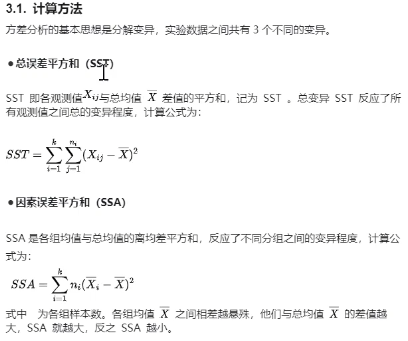 3.1. 计算方法
方差分析的基本思想是分解变异，实验数据之间共有 3 个不同的变异。
●总误差平方和（SST）
SST 即各观测值X_{ij}与总均值 \overline{X} 差值的平方和，记为 SST 。总变异 SST 反应了所
有观测值之间总的变异程度，计算公式为：
SST = \sum_{i=1}^{k} \sum_{j=1}^{n_i} (X_{ij} - \overline{X})^2
●因素误差平方和（SSA）
SSA 是各组均值与总均值的离均差平方和，反应了不同分组之间的变异程度，计算公
式为：
SSA = \sum_{i=1}^{k} n_i (\overline{X}_i - \overline{X})^2
式中 为各组样本数。各组均值 \overline{X} 之间相差越悬殊，他们与总均值 \overline{X} 的差值越
大，SSA 就越大，反之 SSA 越小。